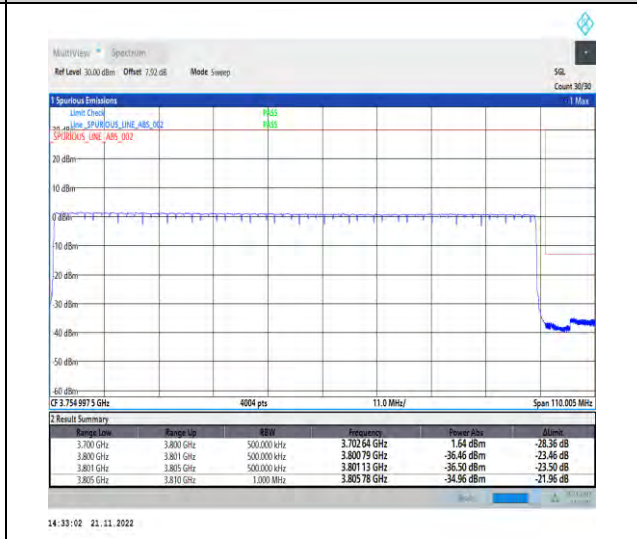 MultiView Spectrum
Ref Level 30.00 dBm Offset 7.92 dB Mode Sweep SGL
Count 30/30
1 Spurious Emissions 1 Max
Limit Check PASS
Line _SPURIOUS_LINE_ABS_002 PASS
_SPURIOUS_LINE_ABS_002
20 dBm
10 dBm
0 dBm
-10 dBm
-20 dBm
-30 dBm
-40 dBm
-50 dBm
-60 dBm
CF 3.754 997 5 GHz 4004 pts 11.0 MHz/ Span 110.005 MHz
2 Result Summary
Range Low Range Up RBW Frequency Power Abs ΔLimit
3.700 GHz 3.800 GHz 500.000 kHz 3.702 64 GHz 1.64 dBm -28.36 dB
3.800 GHz 3.801 GHz 500.000 kHz 3.800 79 GHz -36.46 dBm -23.46 dB
3.801 GHz 3.805 GHz 500.000 kHz 3.801 13 GHz -36.50 dBm -23.50 dB
3.805 GHz 3.810 GHz 1.000 MHz 3.805 78 GHz -34.96 dBm -21.96 dB
14:33:02 21.11.2022